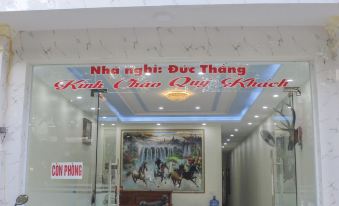 Nhà nghỉ: Đức Thắng
Kính Chào Quý Khách
CÒN PHÒNG